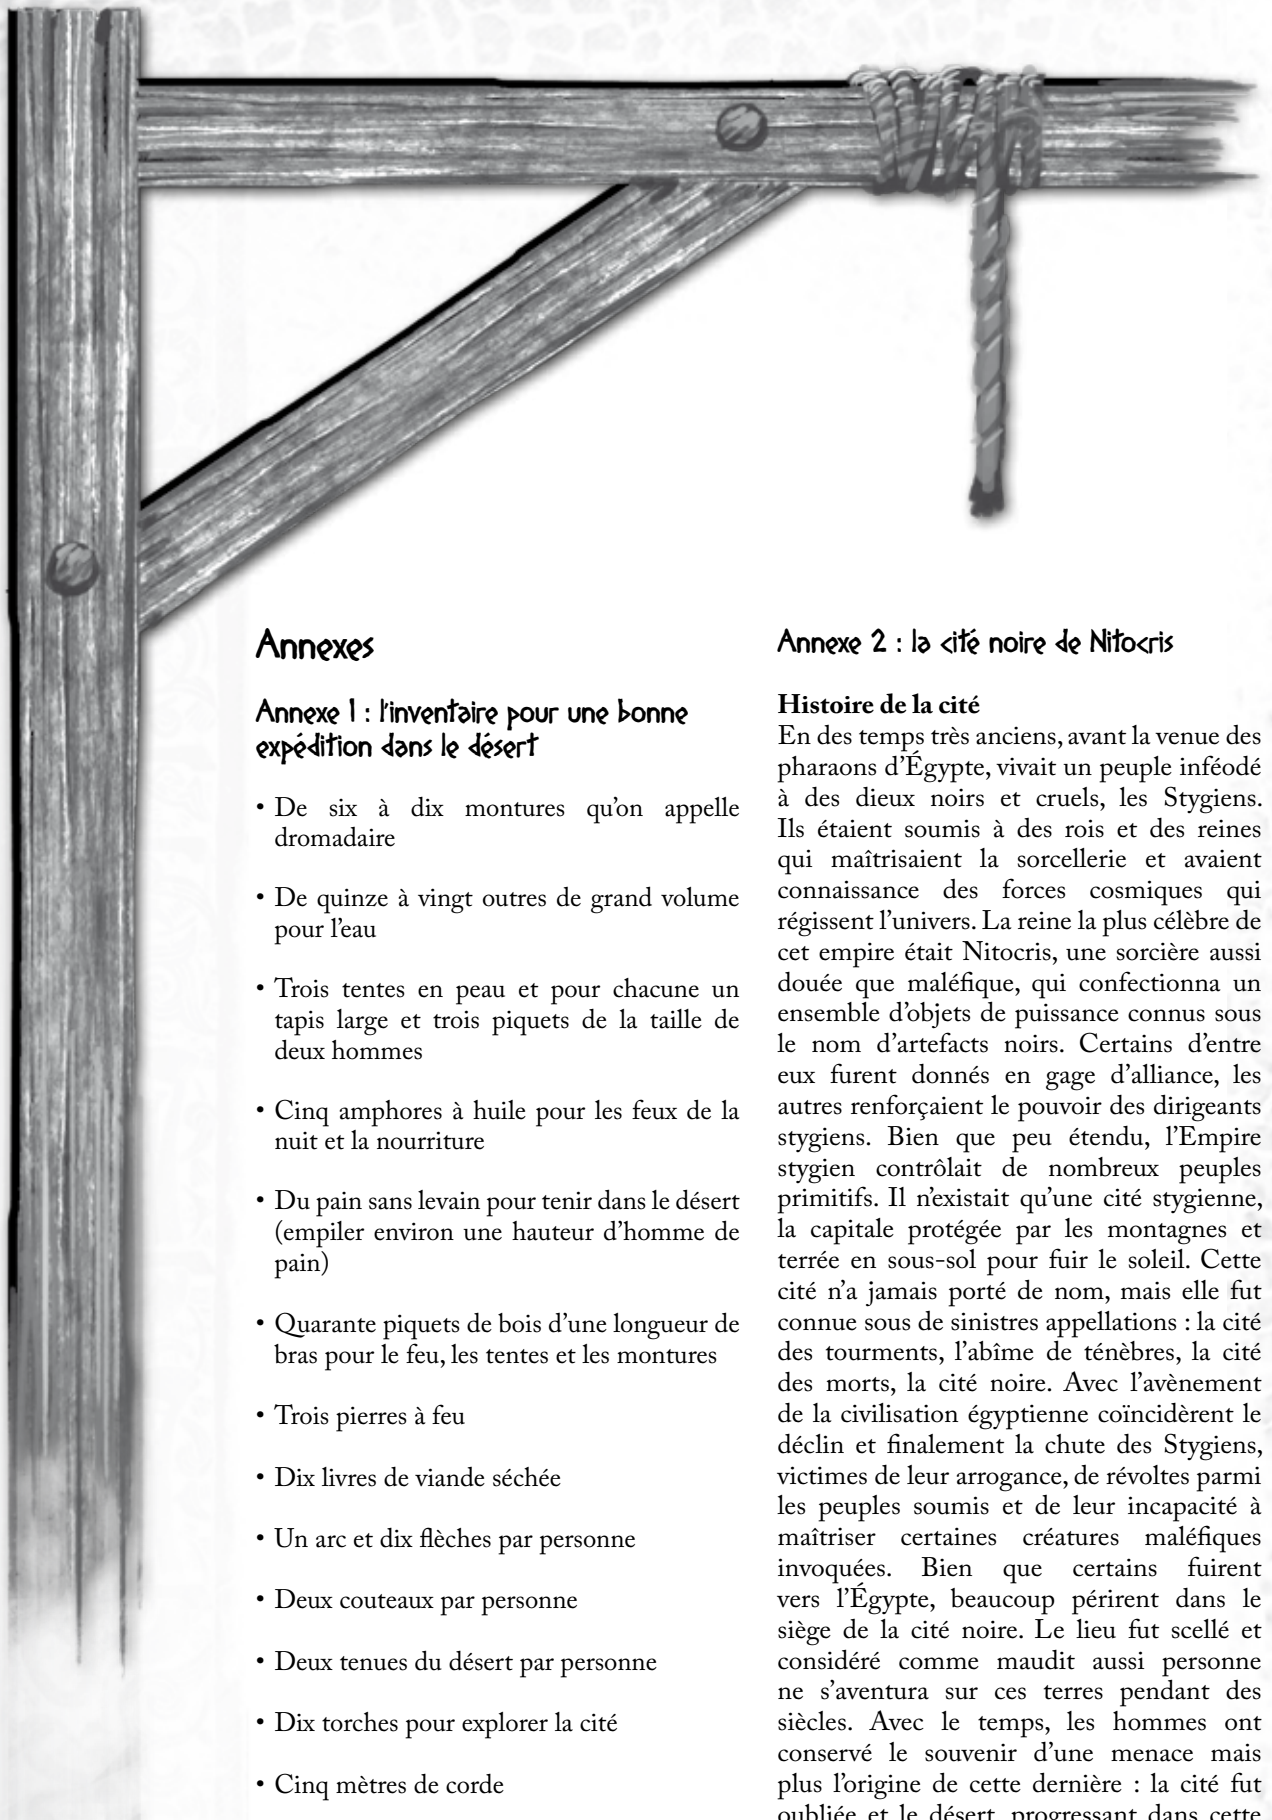 Annexes
Annexe 1 : l'inventaire pour une bonne
expédition dans le désert
• De six à dix montures qu'on appelle
dromadaire
• De quinze à vingt outres de grand volume
pour l'eau
• Trois tentes en peau et pour chacune un
tapis large et trois piquets de la taille de
deux hommes
• Cinq amphores à huile pour les feux de la
nuit et la nourriture
• Du pain sans levain pour tenir dans le désert
(empiler environ une hauteur d'homme de
pain)
• Quarante piquets de bois d'une longueur de
bras pour le feu, les tentes et les montures
• Trois pierres à feu
• Dix livres de viande séchée
• Un arc et dix flèches par personne
• Deux couteaux par personne
• Deux tenues du désert par personne
• Dix torches pour explorer la cité
• Cinq mètres de corde
Annexe 2 : la cité noire de Nitocris
Histoire de la cité
En des temps très anciens, avant la venue des
pharaons d'Égypte, vivait un peuple inféodé
à des dieux noirs et cruels, les Stygiens.
Ils étaient soumis à des rois et des reines
qui maîtrisaient la sorcellerie et avaient
connaissance des forces cosmiques qui
régissent l'univers. La reine la plus célèbre de
cet empire était Nitocris, une sorcière aussi
douée que maléfique, qui confectionna un
ensemble d'objets de puissance connus sous
le nom d'artefacts noirs. Certains d'entre
eux furent donnés en gage d'alliance, les
autres renforçaient le pouvoir des dirigeants
stygiens. Bien que peu étendu, l'Empire
stygien contrôlait de nombreux peuples
primitifs. Il n'existait qu'une cité stygienne,
la capitale protégée par les montagnes et
terrée en sous-sol pour fuir le soleil. Cette
cité n'a jamais porté de nom, mais elle fut
connue sous de sinistres appellations : la cité
des tourments, l'abîme de ténèbres, la cité
des morts, la cité noire. Avec l'avènement
de la civilisation égyptienne coïncidèrent le
déclin et finalement la chute des Stygiens,
victimes de leur arrogance, de révoltes parmi
les peuples soumis et de leur incapacité à
maîtriser certaines créatures maléfiques
invoquées. Bien que certains fuirent
vers l'Égypte, beaucoup périrent dans le
siège de la cité noire. Le lieu fut scellé et
considéré comme maudit aussi personne
ne s'aventura sur ces terres pendant des
siècles. Avec le temps, les hommes ont
conservé le souvenir d'une menace mais
plus l'origine de cette dernière : la cité fut
oubliée et le désert, progressant dans cette